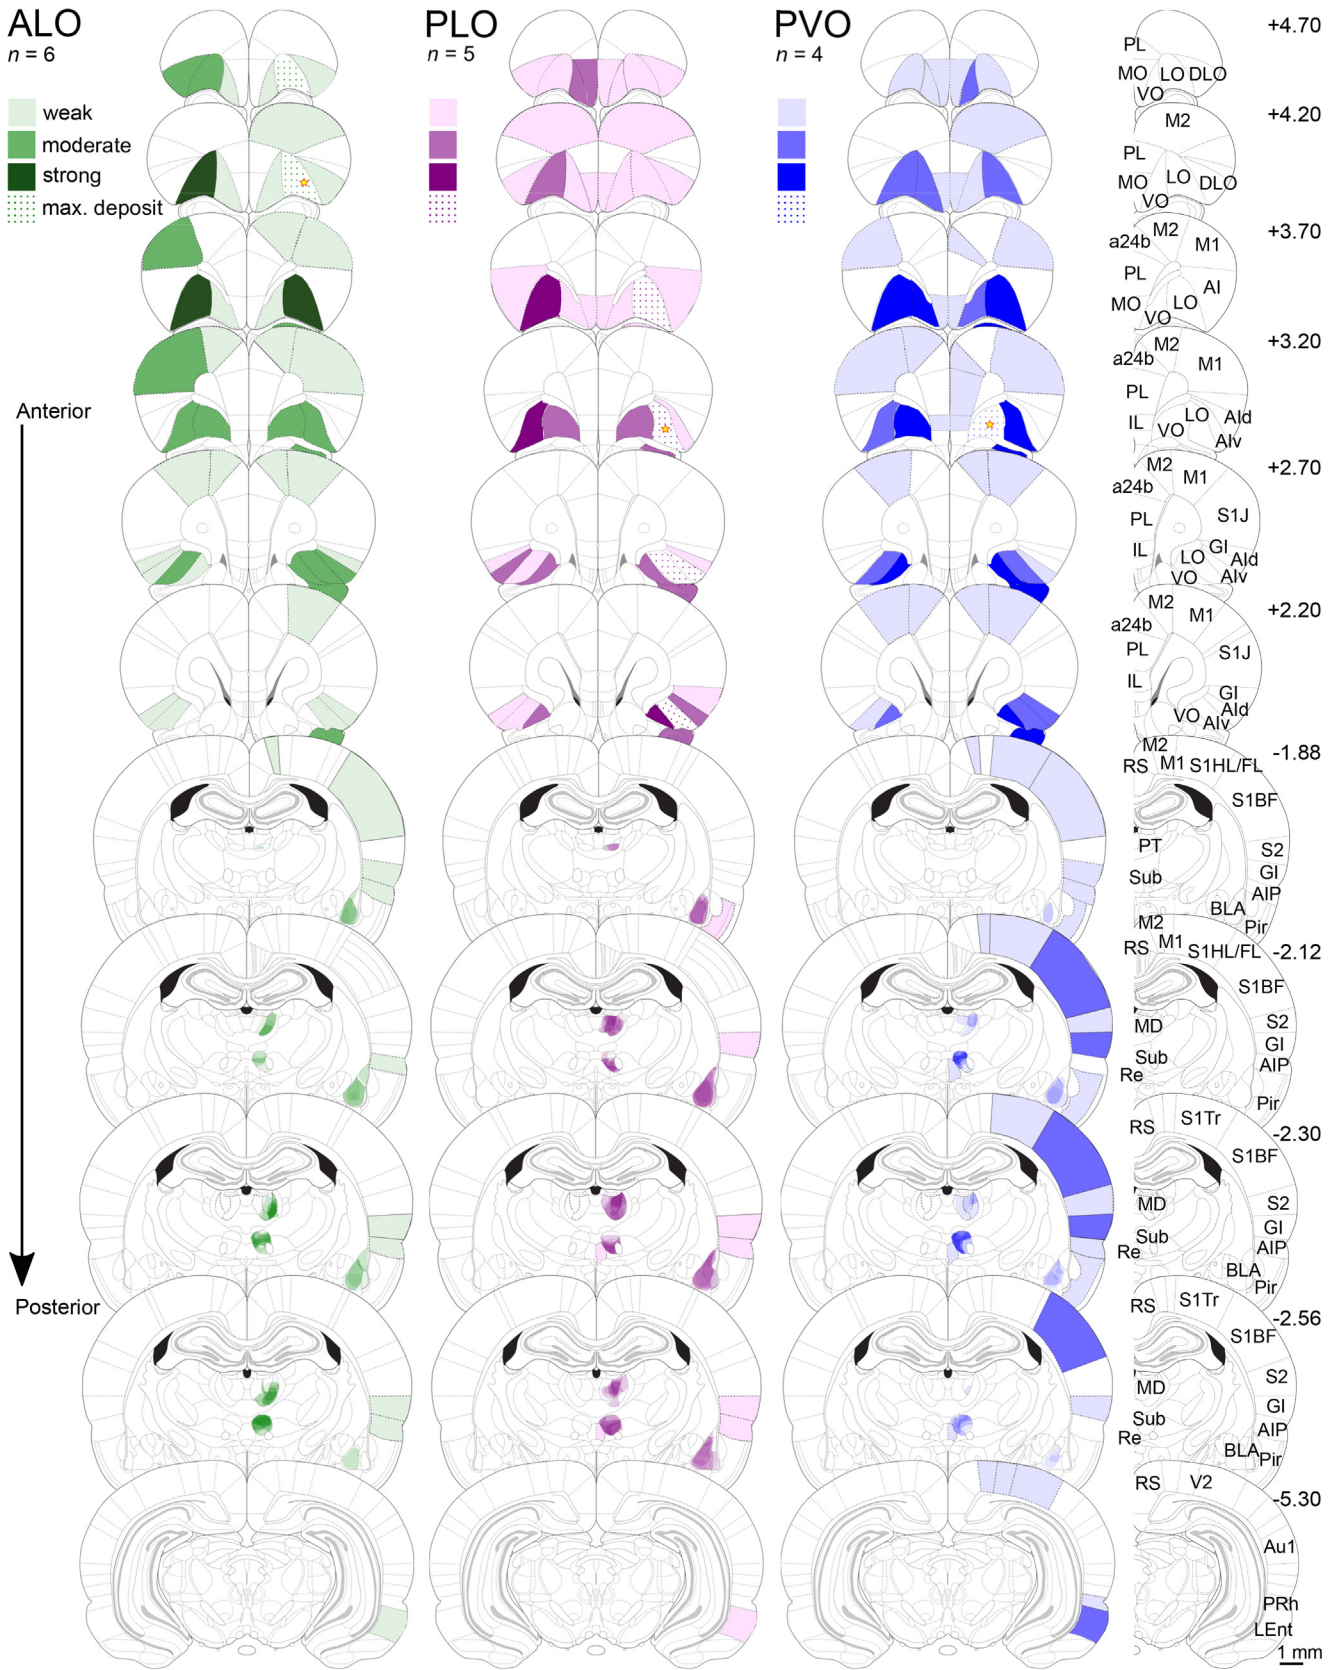 ALO
n = 6
PLO
n = 5
PVO
n = 4
weak
moderate
strong
max. deposit
Anterior
Posterior
+4.70
PL
MO LO DLO
VO
+4.20
M2
PL
MO LO DLO
VO
+3.70
M2
a24b M1
PL
AI
MO LO
VO
+3.20
M2
a24b M1
PL
IL VO LO AId
AIv
+2.70
M2
a24b M1
PL S1J
IL LO GI AId
VO AIv
+2.20
M2 M1
a24b
PL S1J
IL
GI
VO AIv AId
-1.88
M2
RS M1 S1HL/FL
S1BF
PT S2
Sub GI
AIP
BLA Pir
-2.12
M2
RS M1 S1HL/FL
S1BF
MD S2
Sub GI
Re AIP
Pir
-2.30
RS S1Tr
S1BF
MD S2
Sub GI
Re AIP
BLA Pir
-2.56
RS S1Tr
S1BF
MD S2
Sub GI
Re AIP
BLA Pir
-5.30
RS V2
Au1
PRh
LEnt
1 mm